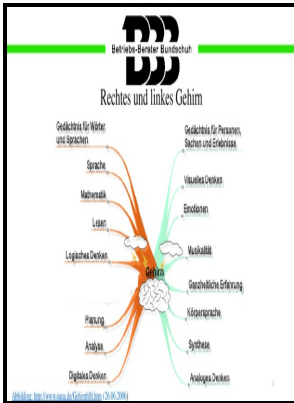 Betriebs-Berater Bundschuh
Rechtes und linkes Gehirn
Gedächtnis für Wörter
und Sprachen
Sprache
Mathematik
Lesen
Logisches Denken
Planung
Analyse
Digitales Denken
Gedächtnis für Personen,
Sachen und Erlebnisse
Visuelles Denken
Emotionen
Musikalität
Ganzheitliche Erfahrung
Körpersprache
Synthese
Analoges Denken
Gehirn